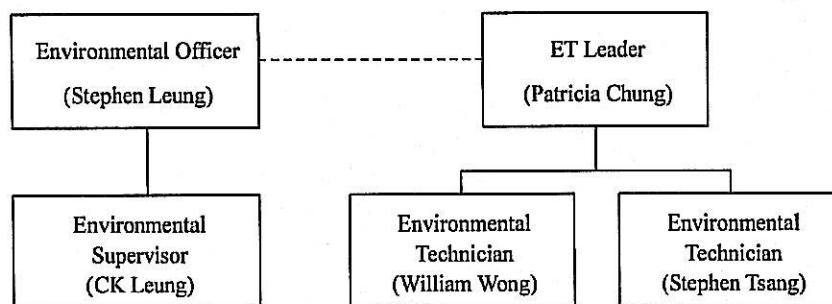 Environmental Officer
(Stephen Leung)
ET Leader
(Patricia Chung)
Environmental
Supervisor
(CK Leung)
Environmental
Technician
(William Wong)
Environmental
Technician
(Stephen Tsang)